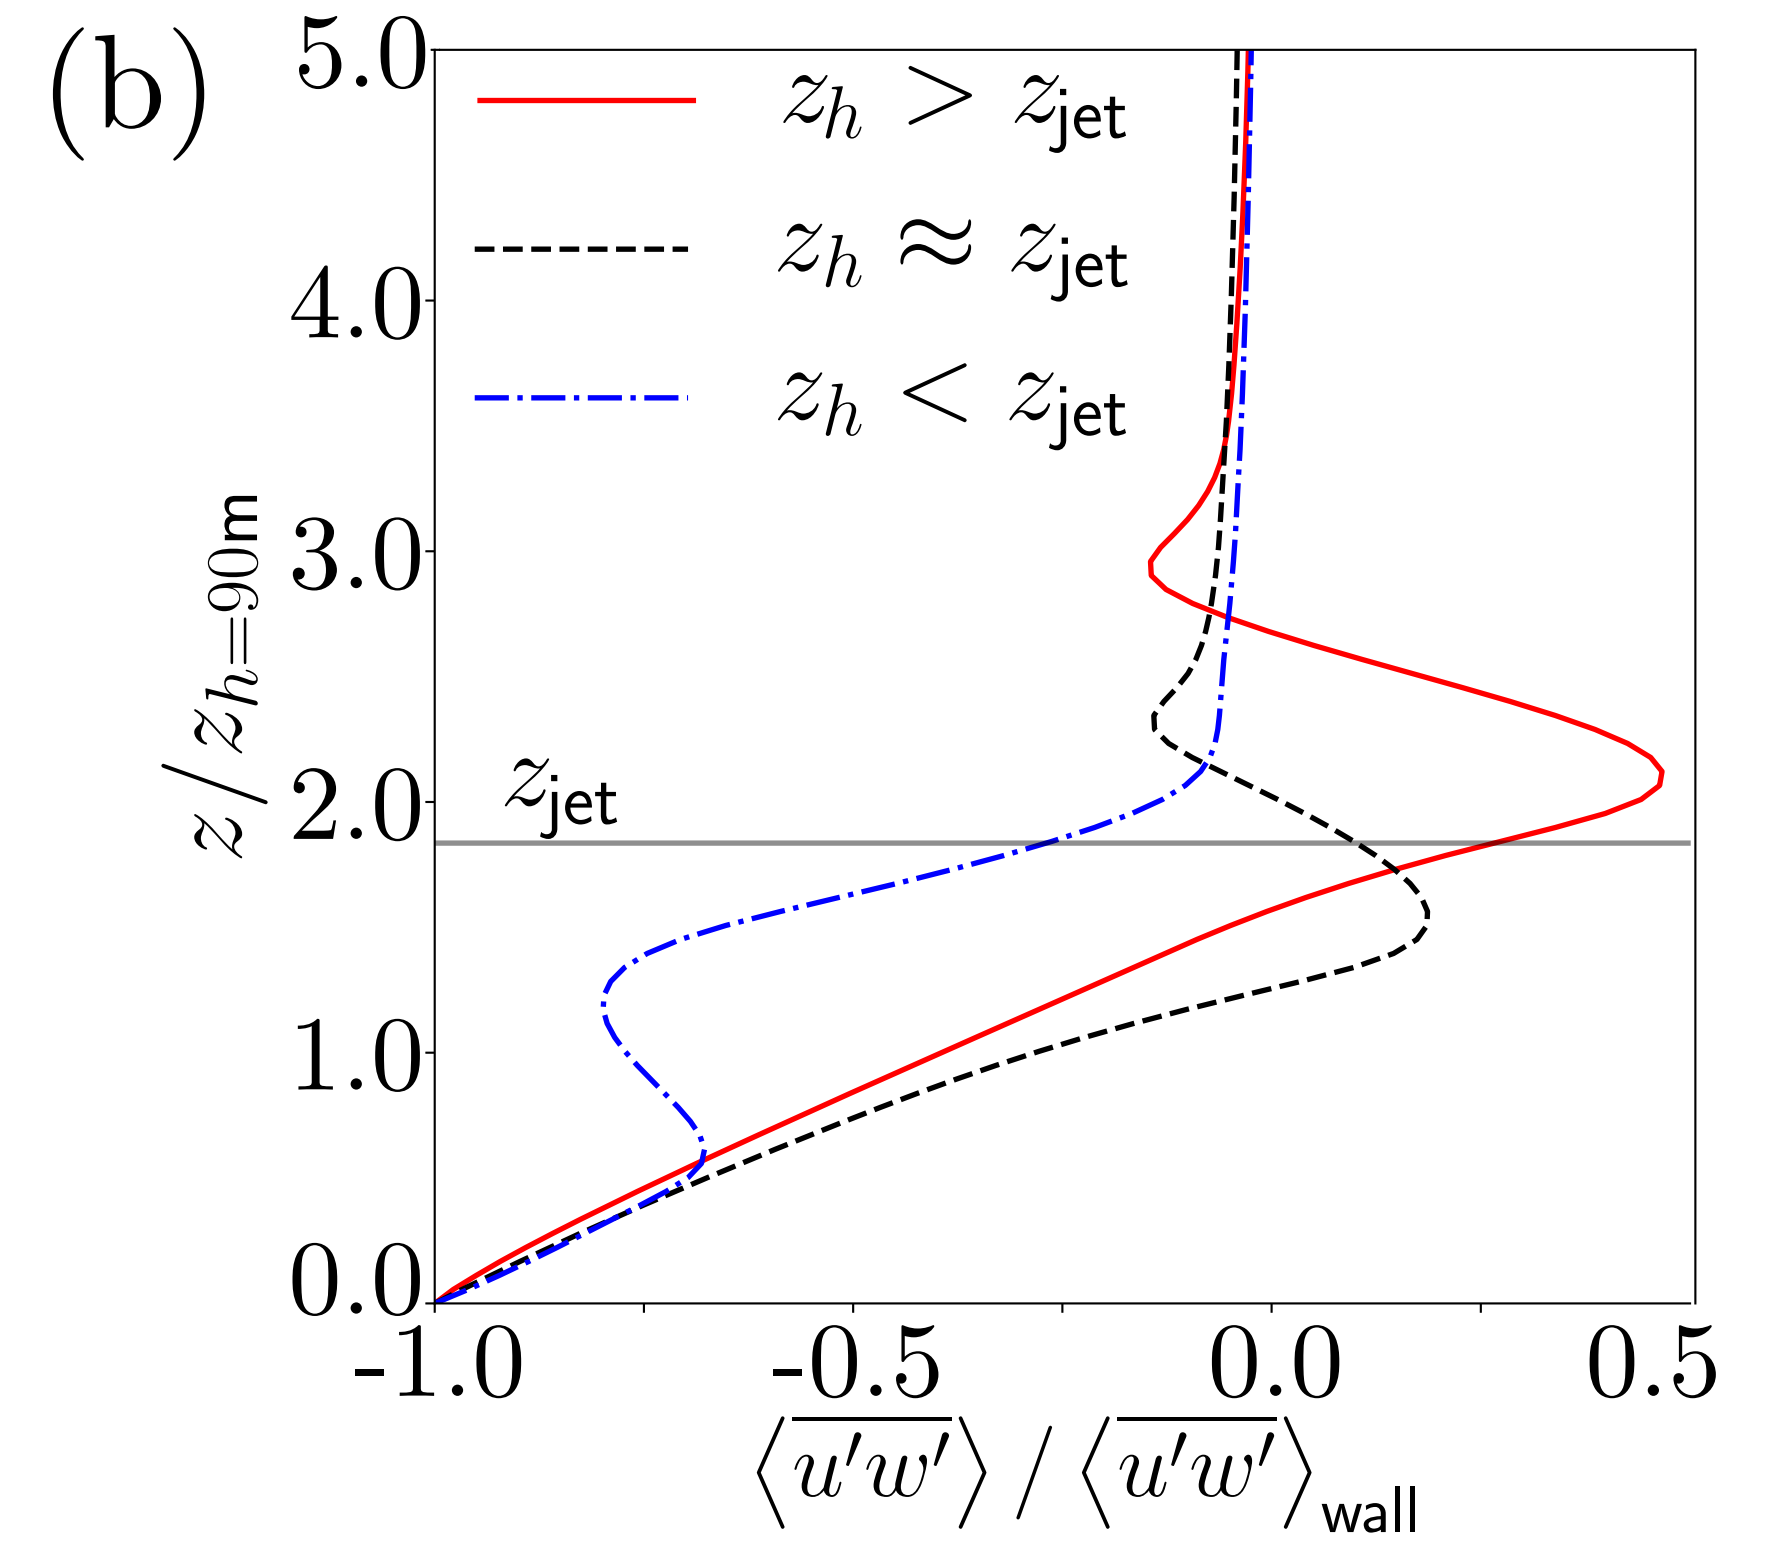 (b)
5.0
4.0
3.0
2.0
1.0
0.0
z_h > z_jet
z_h ≈ z_jet
z_h < z_jet
z_jet
z/z_h=90m
-1.0 -0.5 0.0 0.5
⟨u′w′⟩/⟨u′w′⟩wall